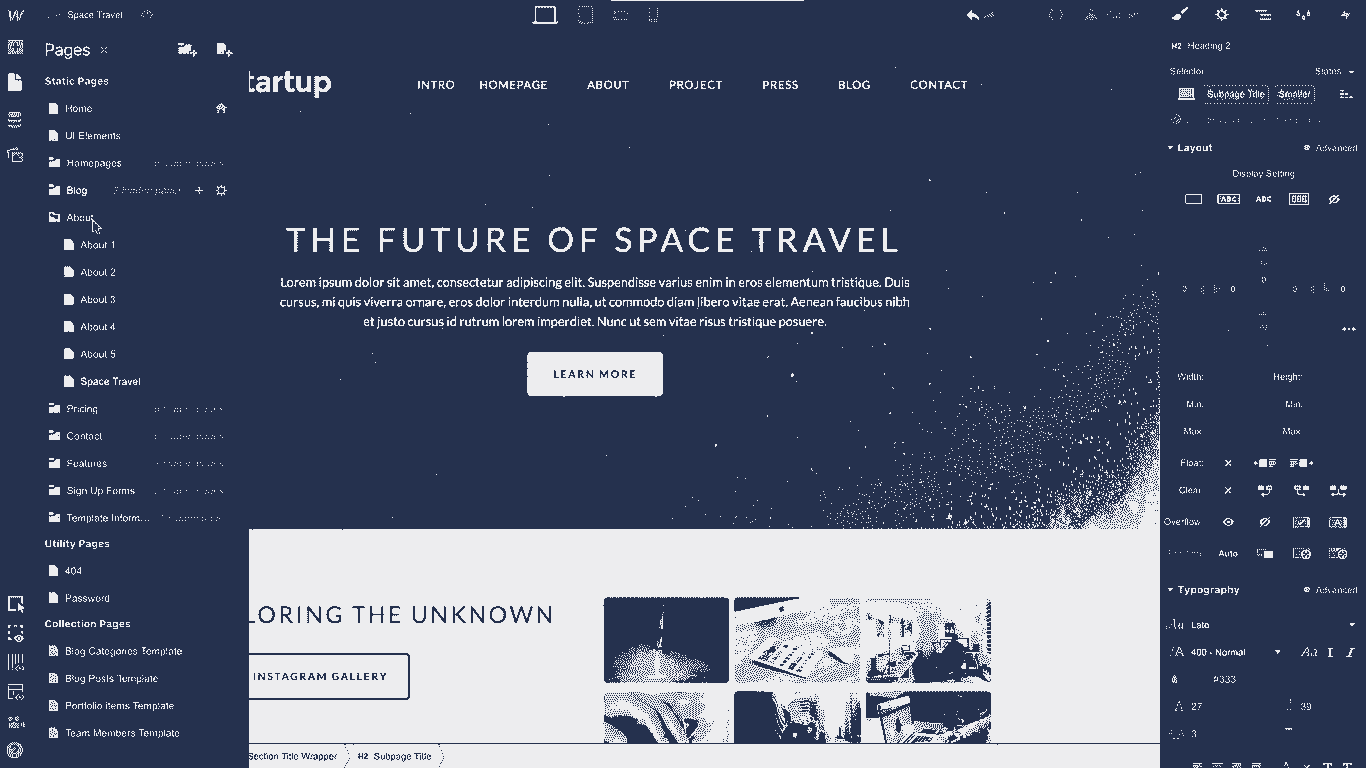 Space Travel
Pages
Static Pages
Home
UI Elements
Homepages
Blog
About
About 1
About 2
About 3
About 4
About 5
Space Travel
Pricing
Contact
Features
Sign Up Forms
Template Inform...
Utility Pages
404
Password
Collection Pages
Blog Categories Template
Blog Posts Template
Portfolio items Template
Team Members Template
tartup
INTRO HOMEPAGE ABOUT PROJECT PRESS BLOG CONTACT
THE FUTURE OF SPACE TRAVEL
Lorem ipsum dolor sit amet, consectetur adipiscing elit. Suspendisse varius enim in eros elementum tristique. Duis
cursus, mi quis viverra ornare, eros dolor interdum nulla, ut commodo diam libero vitae erat. Aenean faucibus nibh
et justo cursus id rutrum lorem imperdiet. Nunc ut sem vitae risus tristique posuere.
LEARN MORE
LORING THE UNKNOWN
INSTAGRAM GALLERY
Section Title Wrapper H2 Subpage Title
H2 Heading 2
Selector States
Subpage Title Smaller
Layout Advanced
Display Setting
ABC ABC
0
0 0 0
Width: Height:
Min: Min:
Max: Max:
Float:
Clear:
Overflow:
Auto
Typography Advanced
Lato
400 - Normal
#333
27 39
3